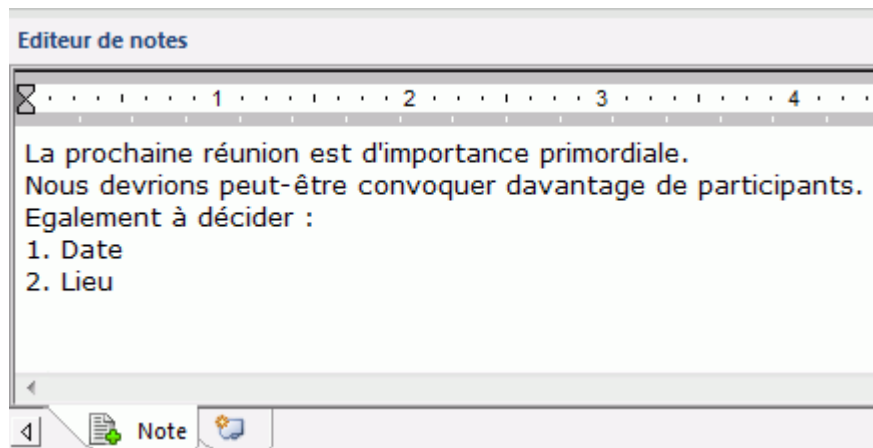 Editeur de notes
1 2 3 4
La prochaine réunion est d'importance primordiale.
Nous devrions peut-être convoquer davantage de participants.
Egalement à décider :
1. Date
2. Lieu
Note